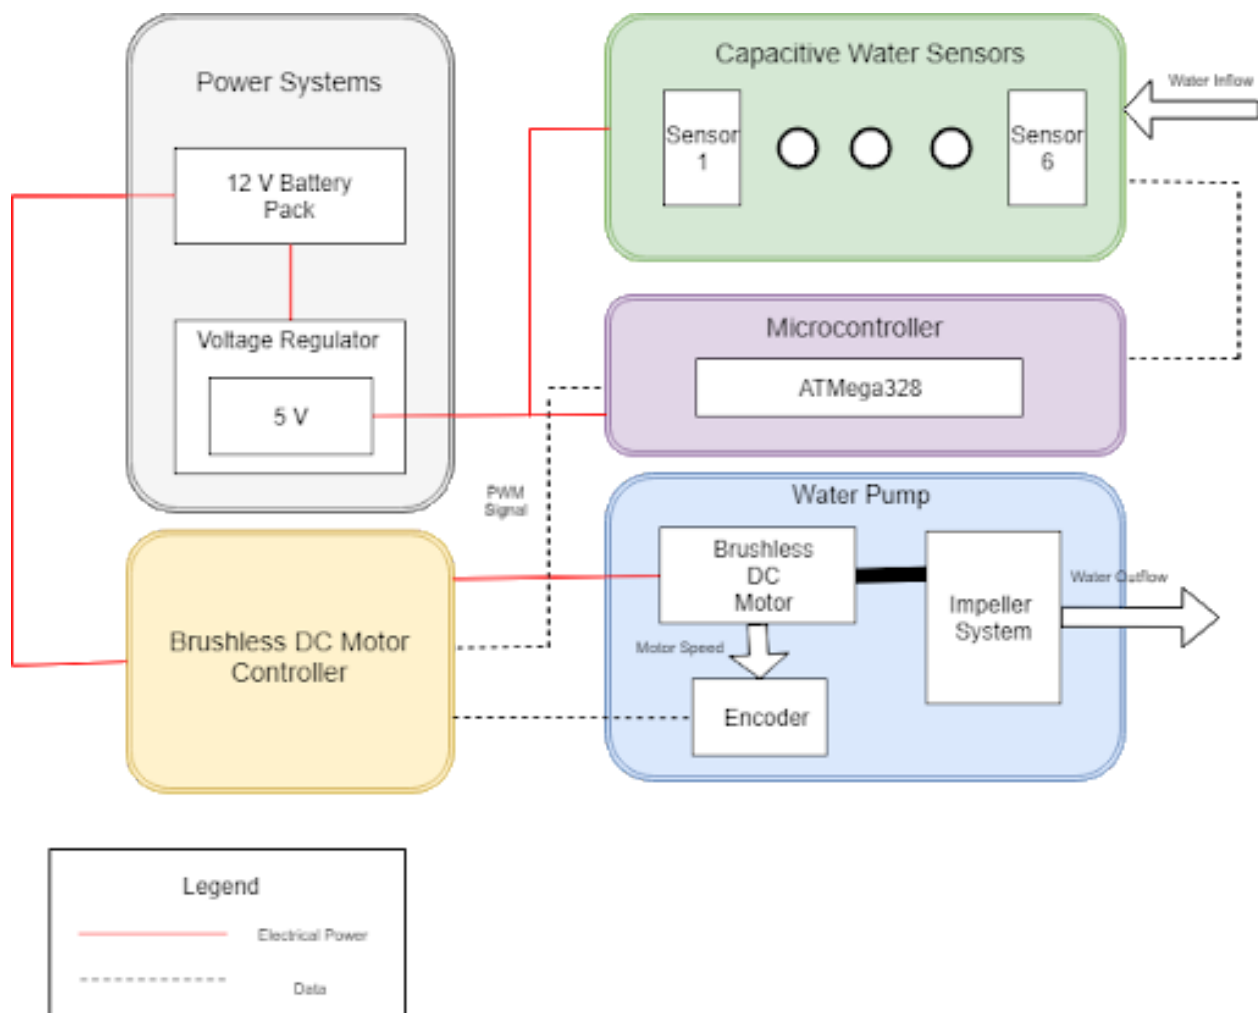 Power Systems
12 V Battery
Pack
Voltage Regulator
5 V
Capacitive Water Sensors
Sensor
1
Sensor
6
Water Inflow
Microcontroller
ATMega328
PWM
Signal
Water Pump
Brushless
DC
Motor
Impeller
System
Water Outflow
Motor Speed
Encoder
Brushless DC Motor
Controller
Legend
Electrical Power
Data